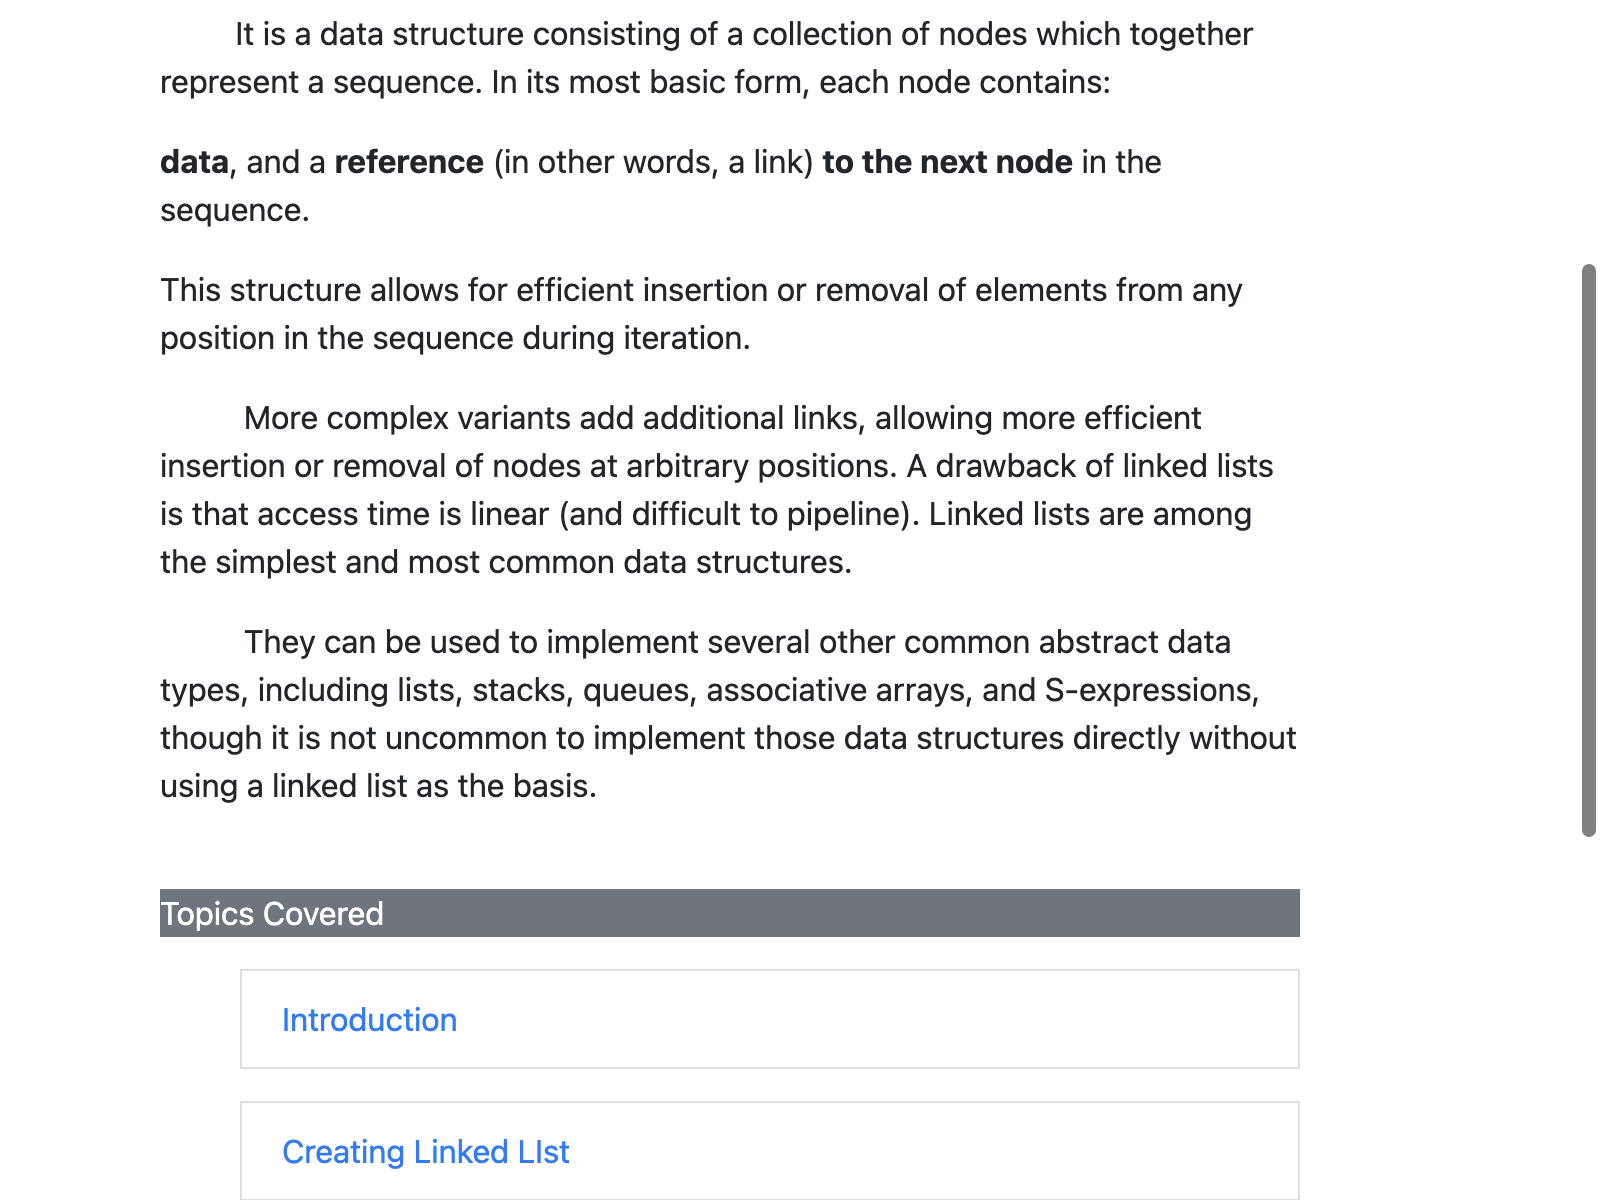 It is a data structure consisting of a collection of nodes which together
represent a sequence. In its most basic form, each node contains:
data, and a reference (in other words, a link) to the next node in the
sequence.
This structure allows for efficient insertion or removal of elements from any
position in the sequence during iteration.
More complex variants add additional links, allowing more efficient
insertion or removal of nodes at arbitrary positions. A drawback of linked lists
is that access time is linear (and difficult to pipeline). Linked lists are among
the simplest and most common data structures.
They can be used to implement several other common abstract data
types, including lists, stacks, queues, associative arrays, and S-expressions,
though it is not uncommon to implement those data structures directly without
using a linked list as the basis.
Topics Covered
Introduction
Creating Linked LIst